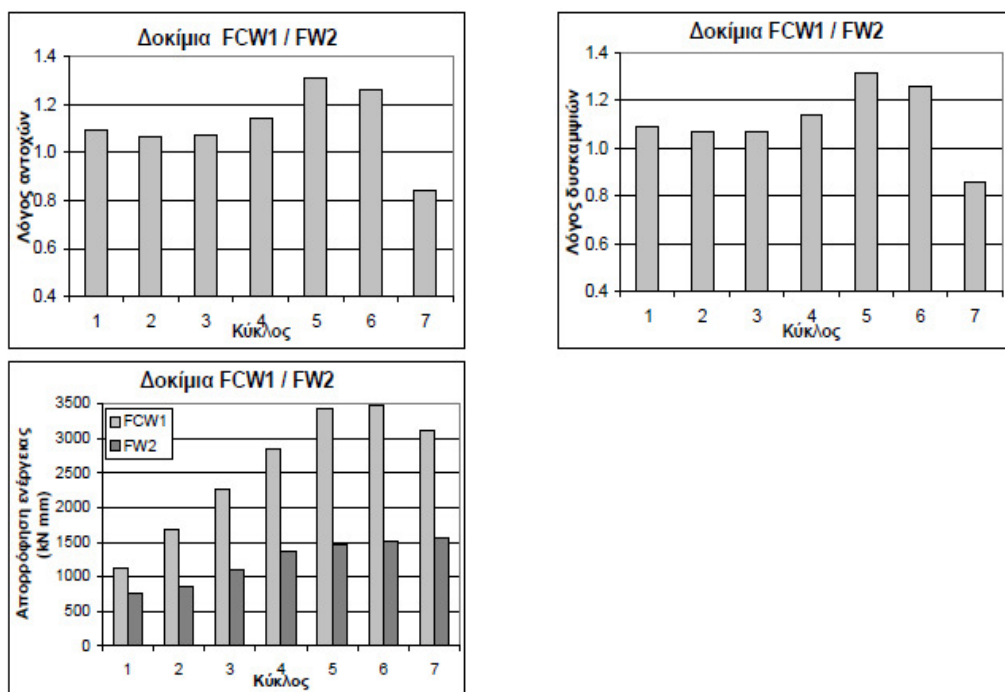 Δοκίμια FCW1 / FW2
Λόγος αντοχών
1.4
1.2
1.0
0.8
0.6
0.4
1 2 3 4 5 6 7
Κύκλος
Δοκίμια FCW1 / FW2
Λόγος δυσκαμψιών
1.4
1.2
1.0
0.8
0.6
0.4
1 2 3 4 5 6 7
Κύκλος
Δοκίμια FCW1 / FW2
Απορρόφηση ενέργειας
(kN mm)
3500
3000
2500
2000
1500
1000
500
0
FCW1
FW2
1 2 3 4 5 6 7
Κύκλος